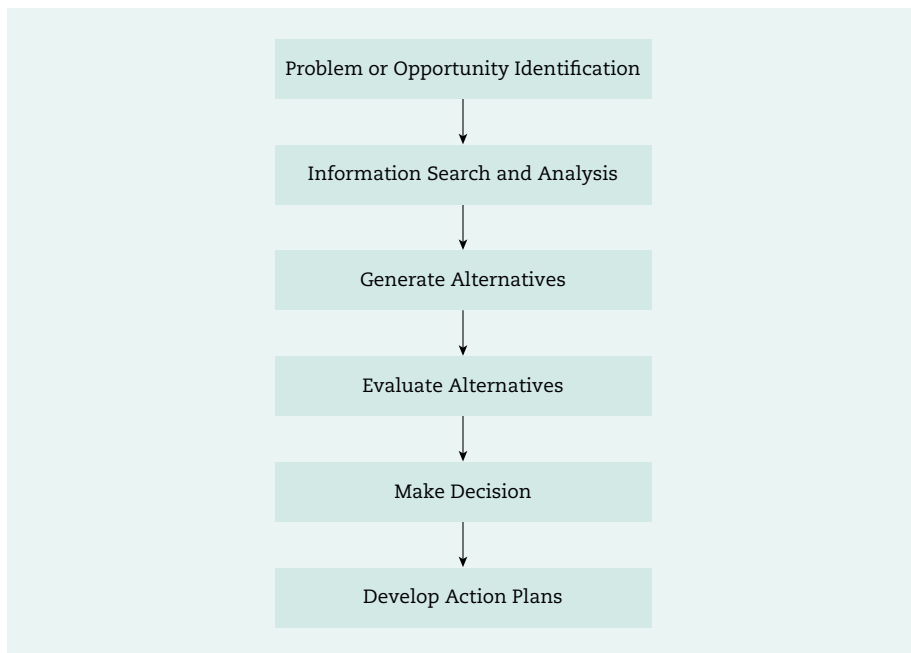 Problem or Opportunity Identification
Information Search and Analysis
Generate Alternatives
Evaluate Alternatives
Make Decision
Develop Action Plans